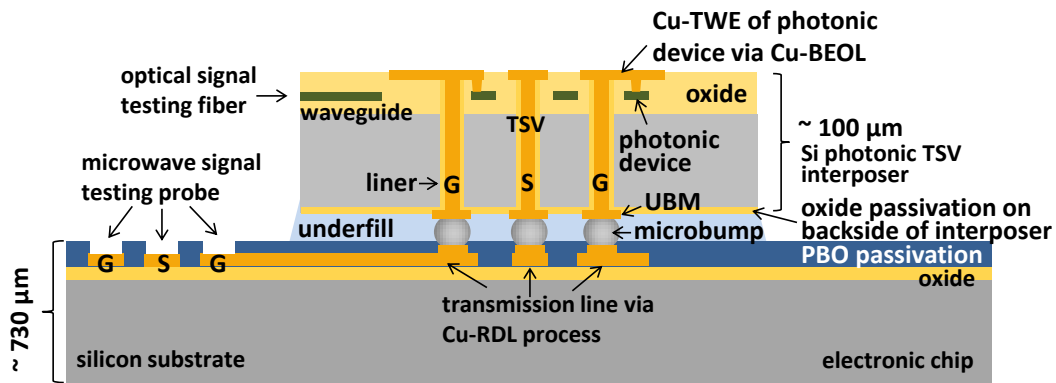 Cu-TWE of photonic
device via Cu-BEOL
optical signal
testing fiber
waveguide
oxide
TSV
photonic
device
~ 100 μm
Si photonic TSV
interposer
microwave signal
testing probe
liner
G
S
G
UBM
oxide passivation on
backside of interposer
underfill
microbump
PBO passivation
G
S
G
oxide
transmission line via
Cu-RDL process
~ 730 μm
silicon substrate
electronic chip